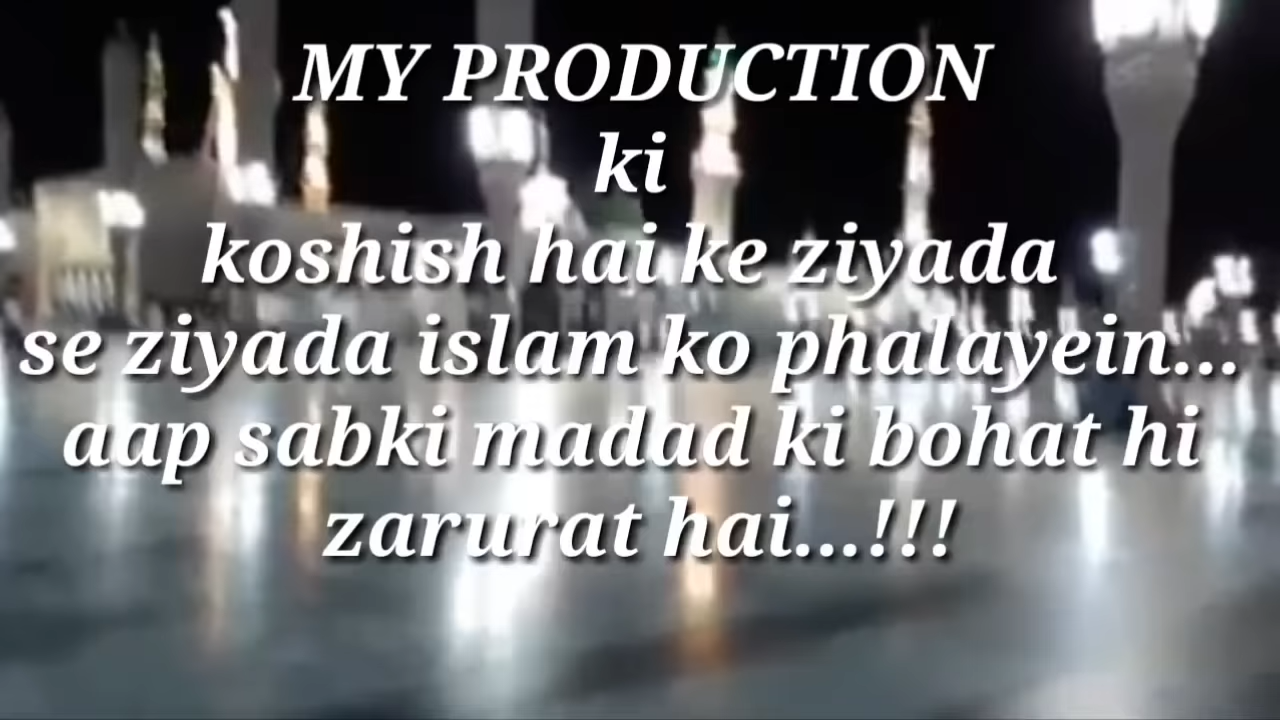 MY PRODUCTION
ki
koshish hai ke ziyada
se ziyada islam ko phalayein...
aap sabki madad ki bohat hi
zarurat hai...!!!